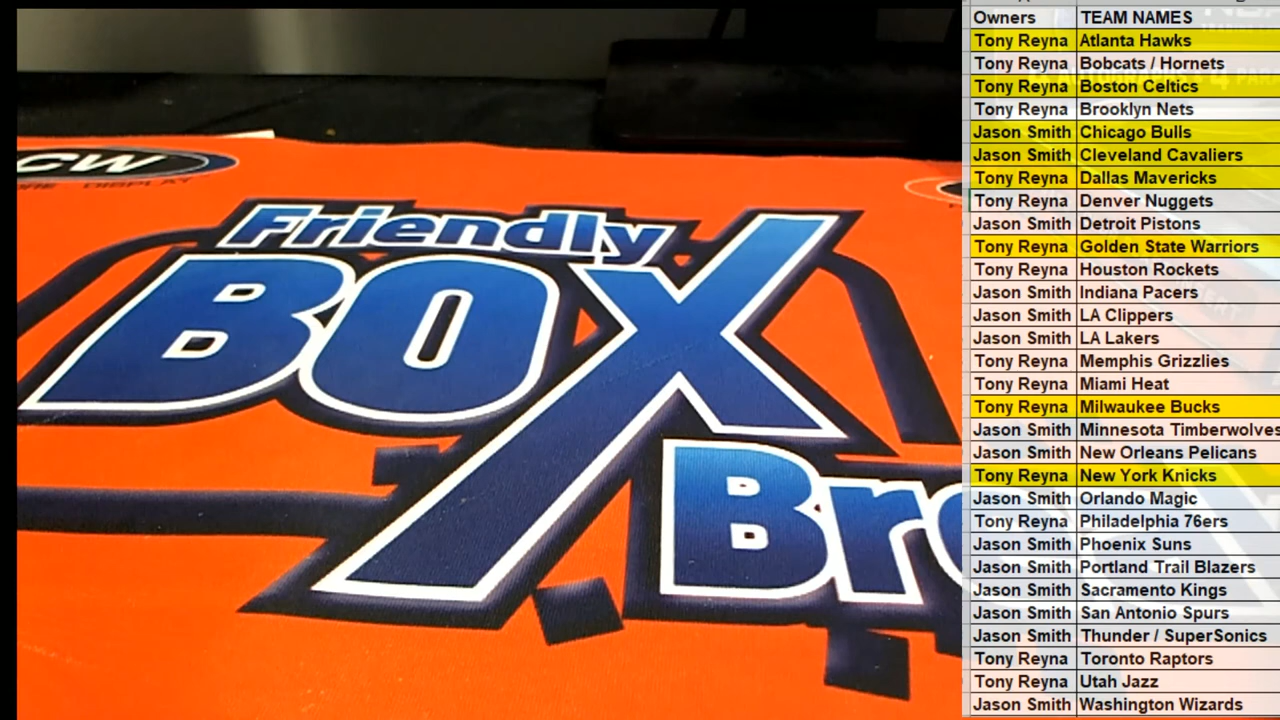 CW
DISPLAY
Friendly
BOX
Bre
Owners TEAM NAMES
Tony Reyna Atlanta Hawks
Tony Reyna Bobcats / Hornets
Tony Reyna Boston Celtics
Tony Reyna Brooklyn Nets
Jason Smith Chicago Bulls
Jason Smith Cleveland Cavaliers
Tony Reyna Dallas Mavericks
Tony Reyna Denver Nuggets
Jason Smith Detroit Pistons
Tony Reyna Golden State Warriors
Tony Reyna Houston Rockets
Jason Smith Indiana Pacers
Jason Smith LA Clippers
Jason Smith LA Lakers
Tony Reyna Memphis Grizzlies
Tony Reyna Miami Heat
Tony Reyna Milwaukee Bucks
Jason Smith Minnesota Timberwolves
Jason Smith New Orleans Pelicans
Tony Reyna New York Knicks
Jason Smith Orlando Magic
Tony Reyna Philadelphia 76ers
Jason Smith Phoenix Suns
Jason Smith Portland Trail Blazers
Jason Smith Sacramento Kings
Jason Smith San Antonio Spurs
Jason Smith Thunder / SuperSonics
Tony Reyna Toronto Raptors
Tony Reyna Utah Jazz
Jason Smith Washington Wizards